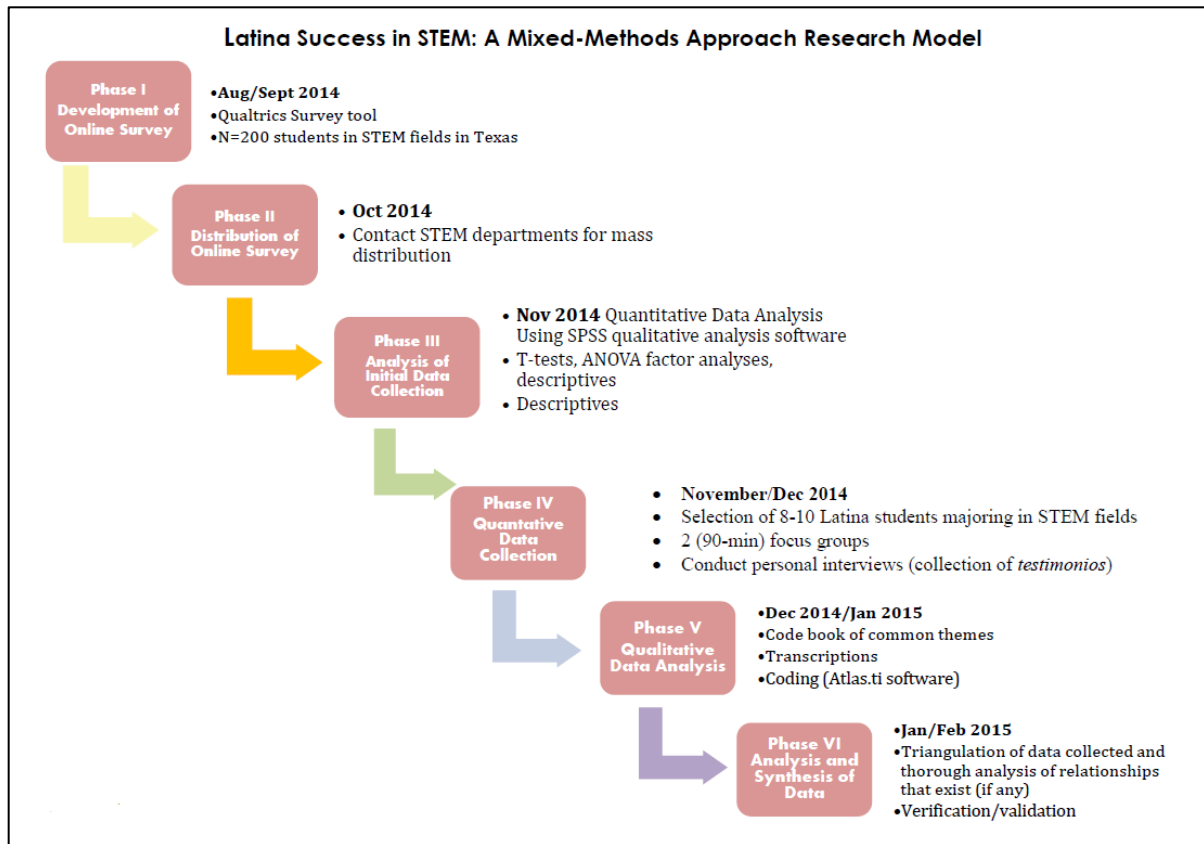 Latina Success in STEM: A Mixed-Methods Approach Research Model
Phase I
Development of
Online Survey
•Aug/Sept 2014
•Qualtrics Survey tool
•N=200 students in STEM fields in Texas
Phase II
Distribution of
Online Survey
• Oct 2014
• Contact STEM departments for mass
distribution
Phase III
Analysis of
Initial Data
Collection
• Nov 2014 Quantitative Data Analysis
Using SPSS qualitative analysis software
• T-tests, ANOVA factor analyses,
descriptives
• Descriptives
Phase IV
Quantative
Data
Collection
• November/Dec 2014
• Selection of 8-10 Latina students majoring in STEM fields
• 2 (90-min) focus groups
• Conduct personal interviews (collection of testimonios)
Phase V
Qualitative
Data Analysis
•Dec 2014/Jan 2015
•Code book of common themes
•Transcriptions
•Coding (Atlas.ti software)
Phase VI
Analysis and
Synthesis of
Data
•Jan/Feb 2015
•Triangulation of data collected and
thorough analysis of relationships
that exist (if any)
•Verification/validation